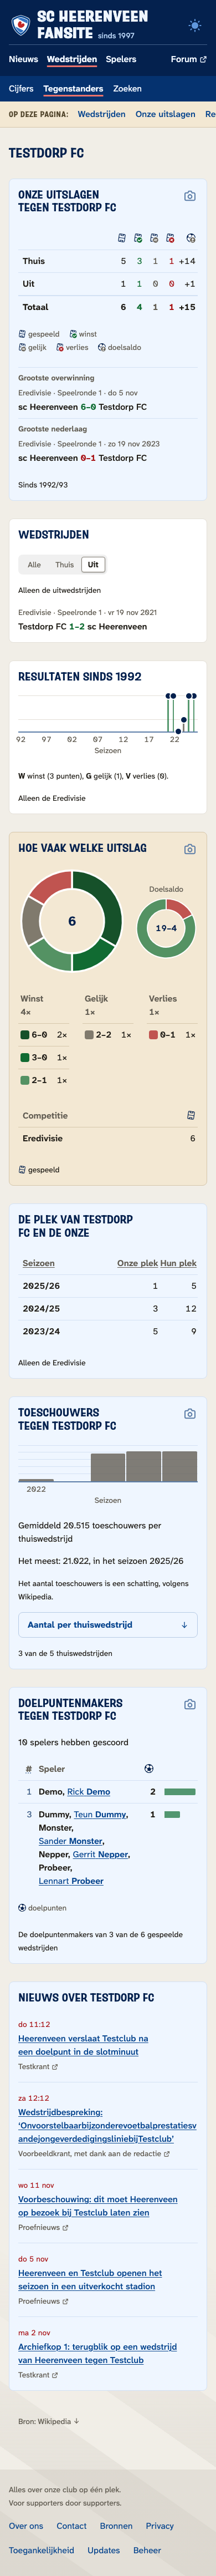 SC HEERENVEEN
FANSITE sinds 1997
Nieuws Wedstrijden Spelers Forum
Cijfers Tegenstanders Zoeken
OP DEZE PAGINA: Wedstrijden Onze uitslagen Re
TESTDORP FC
ONZE UITSLAGEN
TEGEN TESTDORP FC
Thuis 5 3 1 1 +14
Uit 1 1 0 0 +1
Totaal 6 4 1 1 +15
gespeeld winst
gelijk verlies doelsaldo
Grootste overwinning
Eredivisie · Speelronde 1 · do 5 nov
sc Heerenveen 6–0 Testdorp FC
Grootste nederlaag
Eredivisie · Speelronde 1 · zo 19 nov 2023
sc Heerenveen 0–1 Testdorp FC
Sinds 1992/93
WEDSTRIJDEN
Alle Thuis Uit
Alleen de uitwedstrijden
Eredivisie · Speelronde 1 · vr 19 nov 2021
Testdorp FC 1–2 sc Heerenveen
RESULTATEN SINDS 1992
92 97 02 07 12 17 22
Seizoen
W winst (3 punten), G gelijk (1), V verlies (0).
Alleen de Eredivisie
HOE VAAK WELKE UITSLAG
6
Doelsaldo
19–4
Winst Gelijk Verlies
4× 1× 1×
6–0 2× 2–2 1× 0–1 1×
3–0 1×
2–1 1×
Competitie
Eredivisie 6
gespeeld
DE PLEK VAN TESTDORP
FC EN DE ONZE
Seizoen Onze plek Hun plek
2025/26 1 5
2024/25 3 12
2023/24 5 9
Alleen de Eredivisie
TOESCHOUWERS
TEGEN TESTDORP FC
2022
Seizoen
Gemiddeld 20.515 toeschouwers per
thuiswedstrijd
Het meest: 21.022, in het seizoen 2025/26
Het aantal toeschouwers is een schatting, volgens
Wikipedia.
Aantal per thuiswedstrijd ↓
3 van de 5 thuiswedstrijden
DOELPUNTENMAKERS
TEGEN TESTDORP FC
10 spelers hebben gescoord
# Speler
1 Demo, Rick Demo 2
3 Dummy, Teun Dummy, 1
Monster,
Sander Monster,
Nepper, Gerrit Nepper,
Probeer,
Lennart Probeer
doelpunten
De doelpuntenmakers van 3 van de 6 gespeelde
wedstrijden
NIEUWS OVER TESTDORP FC
do 11:12
Heerenveen verslaat Testclub na
een doelpunt in de slotminuut
Testkrant
za 12:12
Wedstrijdbespreking:
'Onvoorstelbaarbijzonderevoetbalprestatiesv
andejongeverdedigingsliniebijTestclub'
Voorbeeldkrant, met dank aan de redactie
wo 11 nov
Voorbeschouwing: dit moet Heerenveen
op bezoek bij Testclub laten zien
Proefnieuws
do 5 nov
Heerenveen en Testclub openen het
seizoen in een uitverkocht stadion
Proefnieuws
ma 2 nov
Archiefkop 1: terugblik op een wedstrijd
van Heerenveen tegen Testclub
Testkrant
Bron: Wikipedia ↓
Alles over onze club op één plek.
Voor supporters door supporters.
Over ons Contact Bronnen Privacy
Toegankelijkheid Updates Beheer